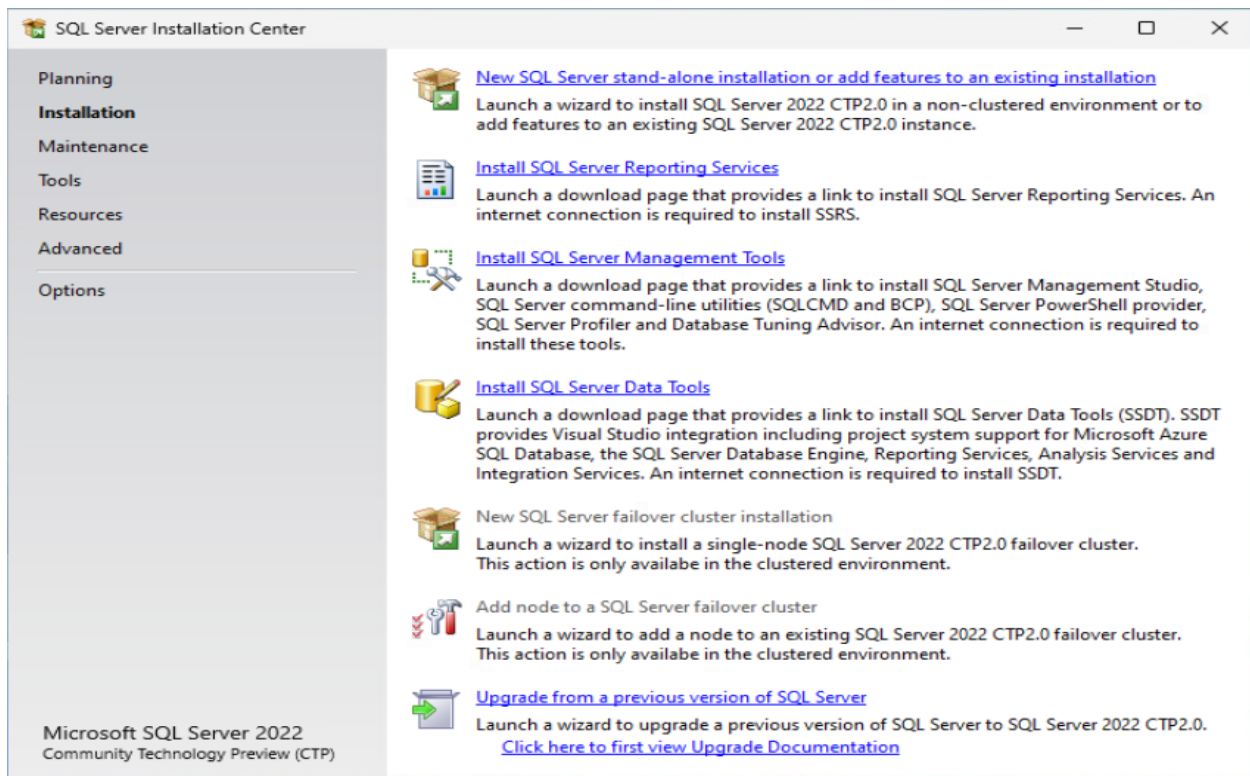 SQL Server Installation Center
Planning
Installation
Maintenance
Tools
Resources
Advanced
Options
Microsoft SQL Server 2022
Community Technology Preview (CTP)
New SQL Server stand-alone installation or add features to an existing installation
Launch a wizard to install SQL Server 2022 CTP2.0 in a non-clustered environment or to
add features to an existing SQL Server 2022 CTP2.0 instance.
Install SQL Server Reporting Services
Launch a download page that provides a link to install SQL Server Reporting Services. An
internet connection is required to install SSRS.
Install SQL Server Management Tools
Launch a download page that provides a link to install SQL Server Management Studio,
SQL Server command-line utilities (SQLCMD and BCP), SQL Server PowerShell provider,
SQL Server Profiler and Database Tuning Advisor. An internet connection is required to
install these tools.
Install SQL Server Data Tools
Launch a download page that provides a link to install SQL Server Data Tools (SSDT). SSDT
provides Visual Studio integration including project system support for Microsoft Azure
SQL Database, the SQL Server Database Engine, Reporting Services, Analysis Services and
Integration Services. An internet connection is required to install SSDT.
New SQL Server failover cluster installation
Launch a wizard to install a single-node SQL Server 2022 CTP2.0 failover cluster.
This action is only availabe in the clustered environment.
Add node to a SQL Server failover cluster
Launch a wizard to add a node to an existing SQL Server 2022 CTP2.0 failover cluster.
This action is only availabe in the clustered environment.
Upgrade from a previous version of SQL Server
Launch a wizard to upgrade a previous version of SQL Server to SQL Server 2022 CTP2.0.
Click here to first view Upgrade Documentation